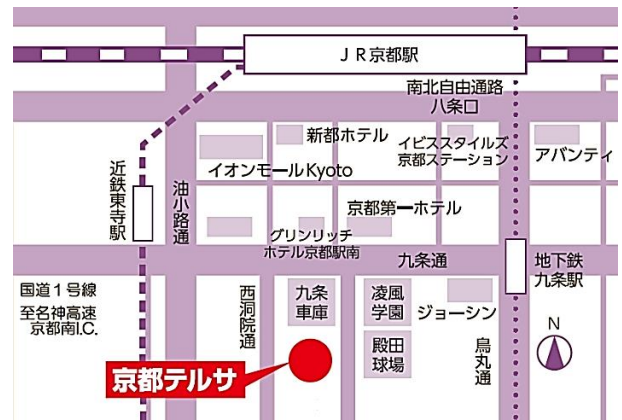 JR京都駅
南北自由通路
八条口
新都ホテル
イビススタイルズ
京都ステーション
アバンティ
イオンモールKyoto
近鉄東寺駅
油小路通
京都第一ホテル
グリンリッチ
ホテル京都駅南
九条通
地下鉄
九条駅
国道1号線
至名神高速
京都南I.C.
西洞院通
九条
車庫
凌風
学園
ジョーシン
殿田
球場
烏丸通
N
京都テルサ